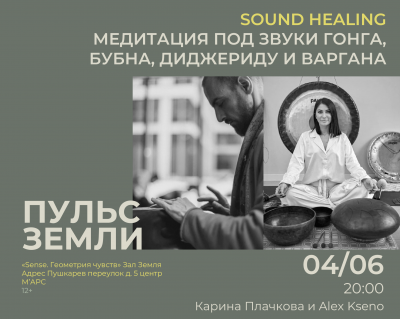 SOUND HEALING
МЕДИТАЦИЯ ПОД ЗВУКИ ГОНГА,
БУБНА, ДИДЖЕРИДУ И ВАРГАНА
ПУЛЬС
ЗЕМЛИ
«Sense. Геометрия чувств» Зал Земля
Адрес Пушкарев переулок д. 5 центр
М'АРС
12+
04/06
20:00
Карина Плачкова и Alex Kseno